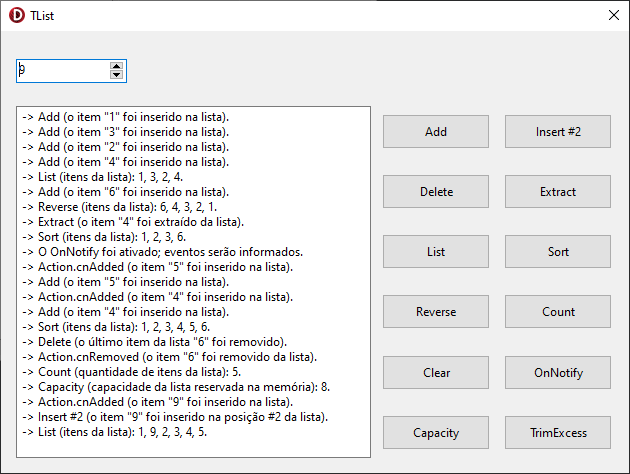 TList
9
-> Add (o item "1" foi inserido na lista).
-> Add (o item "3" foi inserido na lista).
-> Add (o item "2" foi inserido na lista).
-> Add (o item "4" foi inserido na lista).
-> List (itens da lista): 1, 3, 2, 4.
-> Add (o item "6" foi inserido na lista).
-> Reverse (itens da lista): 6, 4, 3, 2, 1.
-> Extract (o item "4" foi extraído da lista).
-> Sort (itens da lista): 1, 2, 3, 6.
-> O OnNotify foi ativado; eventos serão informados.
-> Action.cnAdded (o item "5" foi inserido na lista).
-> Add (o item "5" foi inserido na lista).
-> Action.cnAdded (o item "4" foi inserido na lista).
-> Add (o item "4" foi inserido na lista).
-> Sort (itens da lista): 1, 2, 3, 4, 5, 6.
-> Delete (o último item da lista "6" foi removido).
-> Action.cnRemoved (o item "6" foi removido da lista).
-> Count (quantidade de itens da lista): 5.
-> Capacity (capacidade da lista reservada na memória): 8.
-> Action.cnAdded (o item "9" foi inserido na lista).
-> Insert #2 (o item "9" foi inserido na posição #2 da lista).
-> List (itens da lista): 1, 9, 2, 3, 4, 5.
Add
Insert #2
Delete
Extract
List
Sort
Reverse
Count
Clear
OnNotify
Capacity
TrimExcess